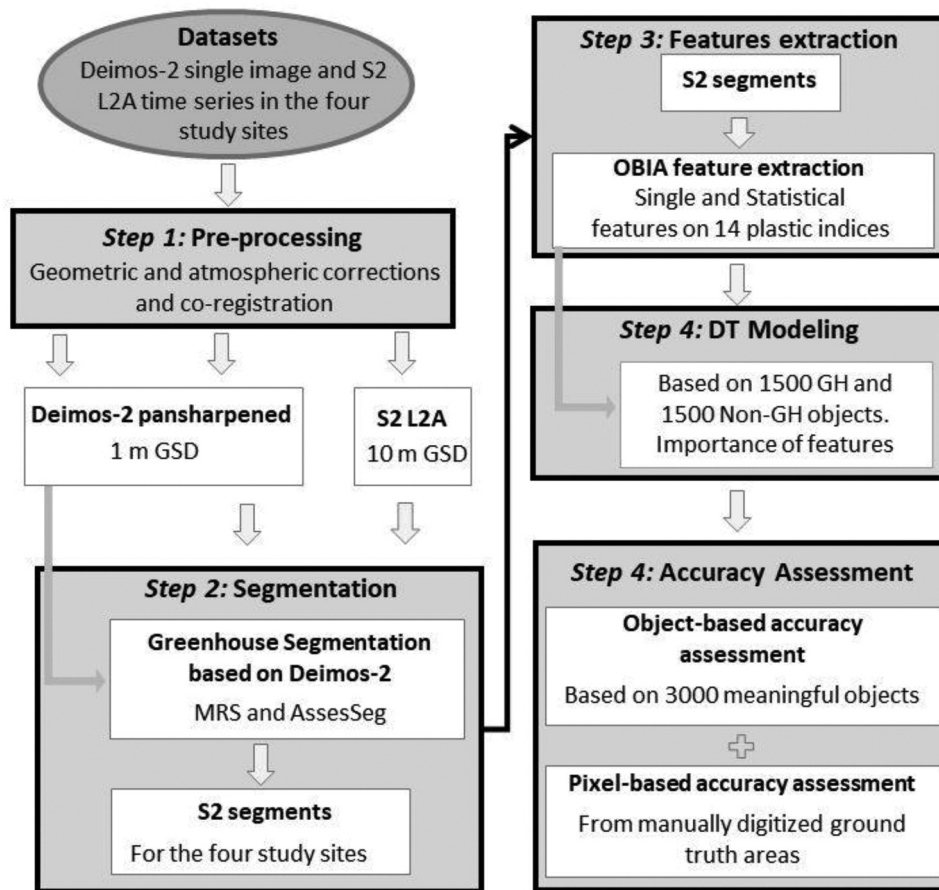 Datasets
Deimos-2 single image and S2
L2A time series in the four
study sites
Step 1: Pre-processing
Geometric and atmospheric corrections
and co-registration
Deimos-2 pansharpened
1 m GSD
S2 L2A
10 m GSD
Step 2: Segmentation
Greenhouse Segmentation
based on Deimos-2
MRS and AssesSeg
S2 segments
For the four study sites
Step 3: Features extraction
S2 segments
OBIA feature extraction
Single and Statistical
features on 14 plastic indices
Step 4: DT Modeling
Based on 1500 GH and
1500 Non-GH objects.
Importance of features
Step 4: Accuracy Assessment
Object-based accuracy
assessment
Based on 3000 meaningful objects
Pixel-based accuracy assessment
From manually digitized ground
truth areas